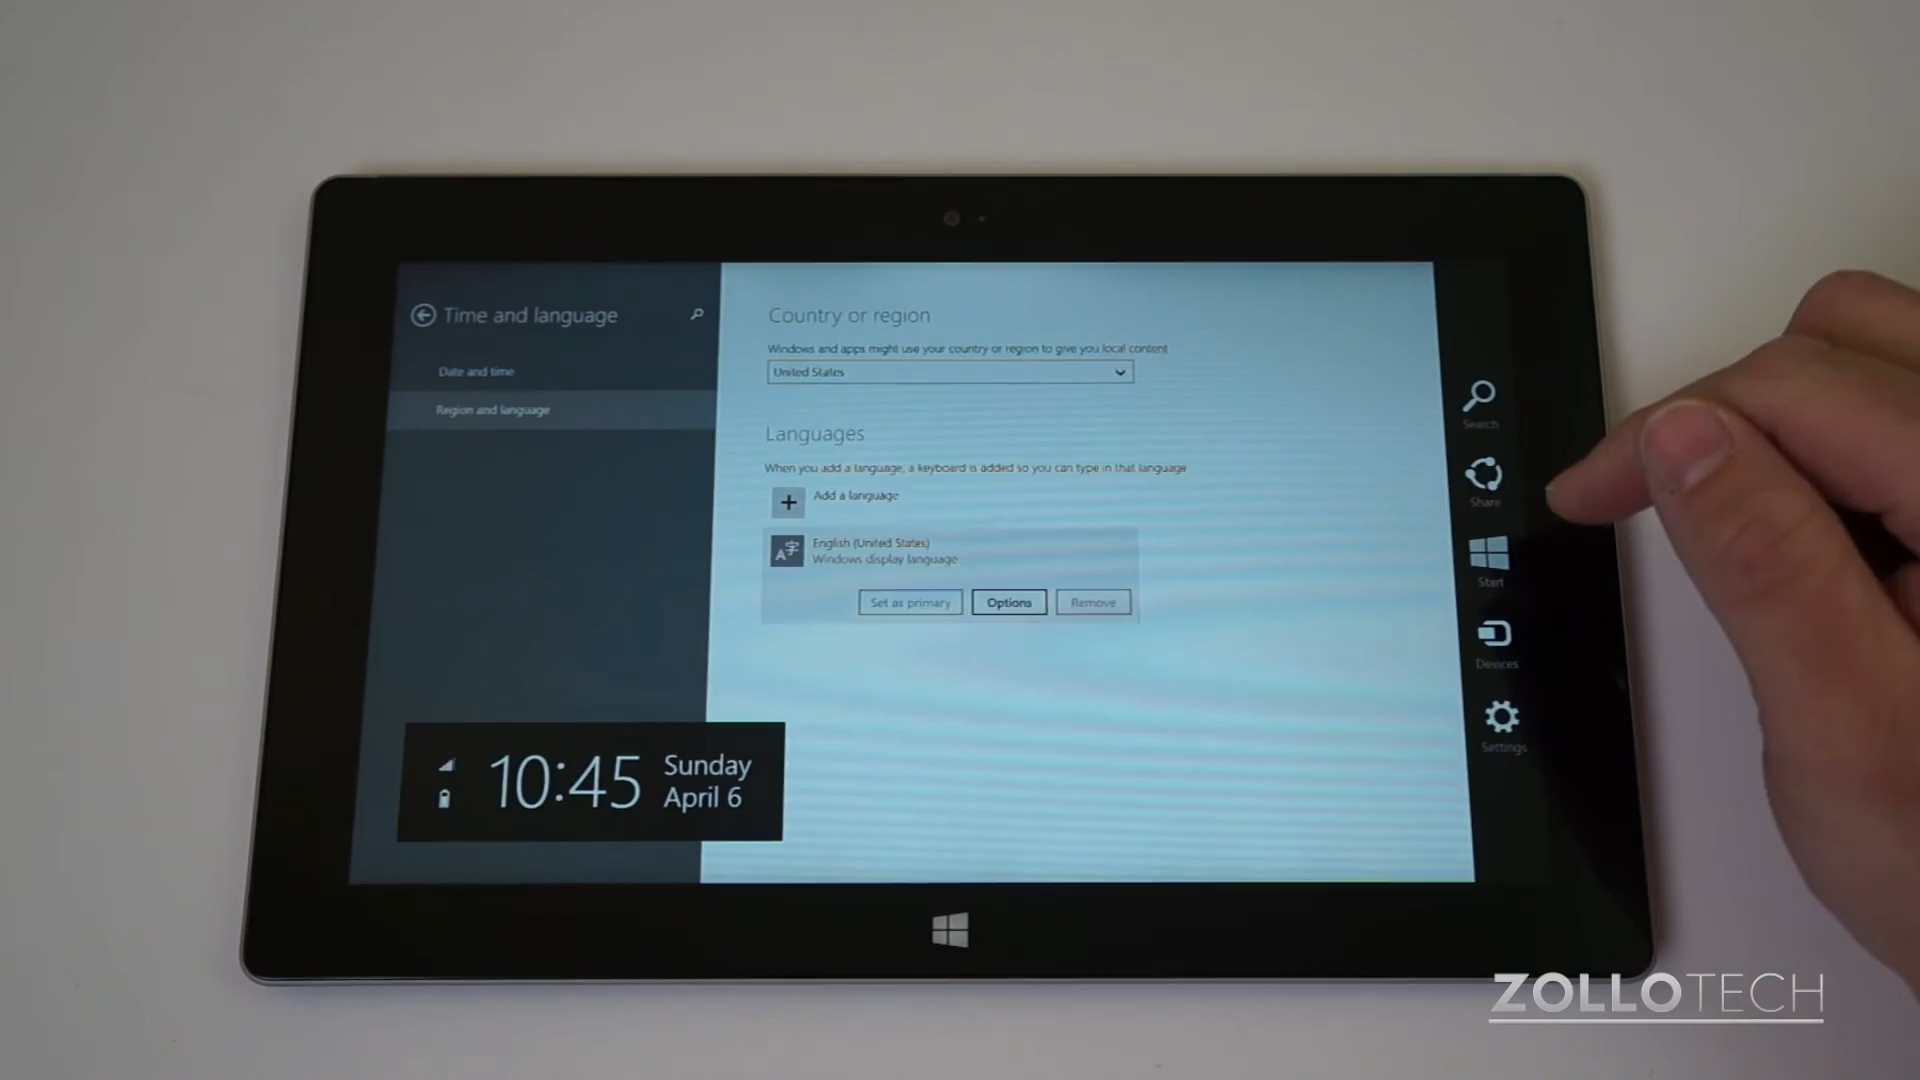 Time and language
Date and time
Region and language
Country or region
Windows and apps might use your country or region to give you local content
United States
Languages
When you add a language, a keyboard is added so you can type in that language
Add a language
A字
English (United States)
Windows display language
Set as primary
Options
Remove
10:45
Sunday
April 6
Search
Share
Start
Devices
Settings
ZOLLOTECH